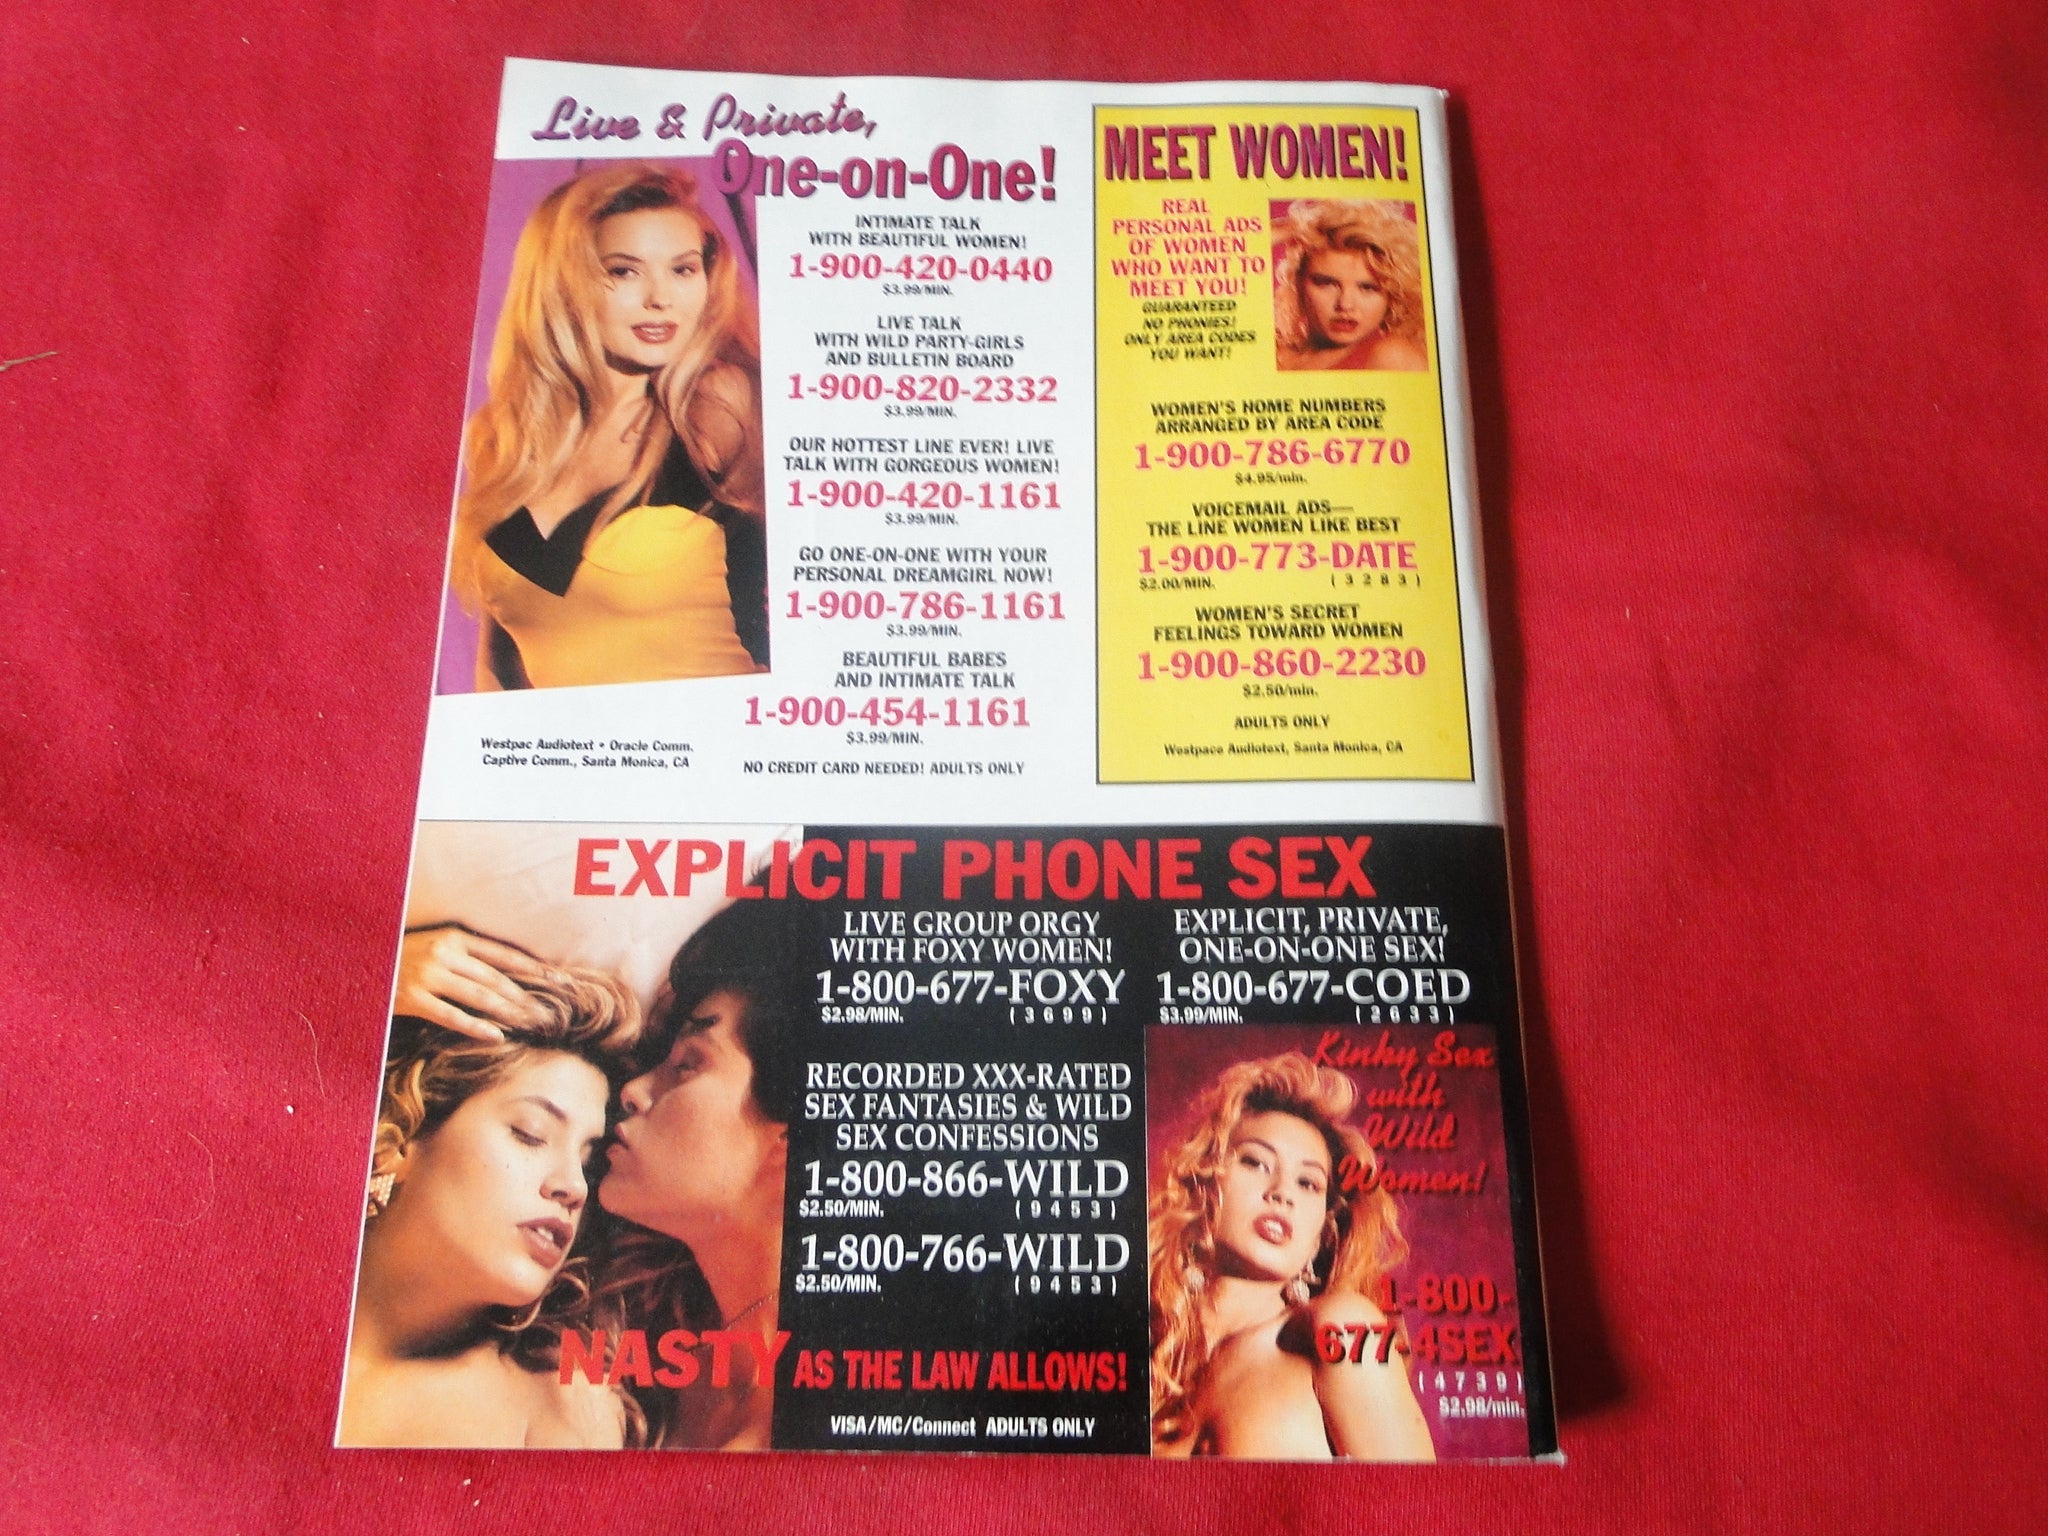 Live & Private,
One-on-One!
INTIMATE TALK
WITH BEAUTIFUL WOMEN!
1-900-420-0440
$3.99/MIN.
LIVE TALK
WITH WILD PARTY-GIRLS
AND BULLETIN BOARD
1-900-820-2332
$3.99/MIN.
OUR HOTTEST LINE EVER! LIVE
TALK WITH GORGEOUS WOMEN!
1-900-420-1161
$3.99/MIN.
GO ONE-ON-ONE WITH YOUR
PERSONAL DREAMGIRL NOW!
1-900-786-1161
$3.99/MIN.
BEAUTIFUL BABES
AND INTIMATE TALK
1-900-454-1161
$3.99/MIN.
NO CREDIT CARD NEEDED! ADULTS ONLY
Westpac Audiotext • Oracle Comm.
Captive Comm., Santa Monica, CA
MEET WOMEN!
REAL
PERSONAL ADS
OF WOMEN
WHO WANT TO
MEET YOU!
GUARANTEED
NO PHONIES!
ONLY AREA CODES
YOU WANT!
WOMEN'S HOME NUMBERS
ARRANGED BY AREA CODE
1-900-786-6770
$4.95/min.
VOICEMAIL ADS—
THE LINE WOMEN LIKE BEST
1-900-773-DATE
$2.00/MIN. (3283)
WOMEN'S SECRET
FEELINGS TOWARD WOMEN
1-900-860-2230
$2.50/min.
ADULTS ONLY
Westpace Audiotext, Santa Monica, CA
EXPLICIT PHONE SEX
LIVE GROUP ORGY
WITH FOXY WOMEN!
1-800-677-FOXY
$2.98/MIN. (3699)
RECORDED XXX-RATED
SEX FANTASIES & WILD
SEX CONFESSIONS
1-800-866-WILD
$2.50/MIN. (9453)
1-800-766-WILD
$2.50/MIN. (9453)
NASTY AS THE LAW ALLOWS!
VISA/MC/Connect ADULTS ONLY
EXPLICIT, PRIVATE,
ONE-ON-ONE SEX!
1-800-677-COED
$3.99/MIN. (2633)
Kinky Sex
with
Wild
Women!
1-800-
677-4SEX
(4739)
$2.98/min.